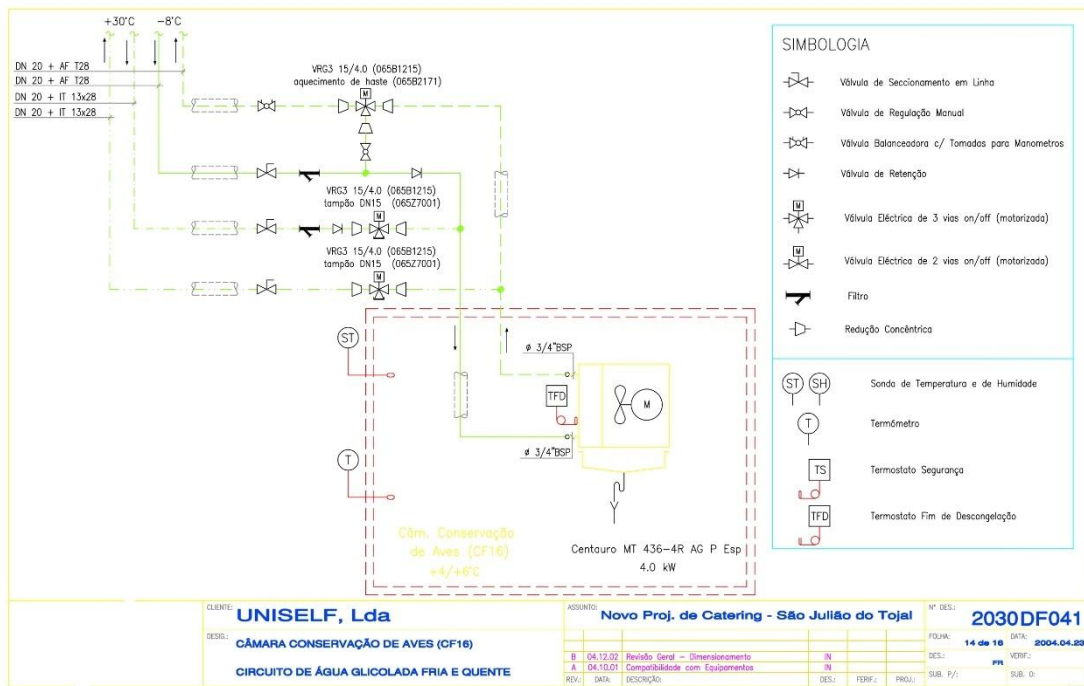 +30°C
-8°C
DN 20 + AF T28
DN 20 + AF T28
DN 20 + IT 13x28
DN 20 + IT 13x28
VRG3 15/4.0 (065B1215)
aquecimento de haste (065B2171)
M
VRG3 15/4.0 (065B1215)
tampão DN15 (065Z7001)
M
VRG3 15/4.0 (065B1215)
tampão DN15 (065Z7001)
M
ST
T
ø 3/4"BSP
TFD
M
ø 3/4"BSP
Câm. Conservação
de Aves (CF16)
+4/+6°C
Centauro MT 436-4R AG P Esp
4.0 kW
SIMBOLOGIA
Válvula de Seccionamento em Linha
Válvula de Regulação Manual
Válvula Balanceadora c/ Tomadas para Manometros
Válvula de Retenção
M
Válvula Eléctrica de 3 vias on/off (motorizada)
M
Válvula Eléctrica de 2 vias on/off (motorizada)
Filtro
Redução Concêntrica
ST SH Sonda de Temperatura e de Humidade
T Termómetro
TS Termostato Segurança
TFD Termostato Fim de Descongelação
CLIENTE: UNISELF, Lda
DESIG.: CÂMARA CONSERVAÇÃO DE AVES (CF16)
CIRCUITO DE ÁGUA GLICOLADA FRIA E QUENTE
ASSUNTO: Novo Proj. de Catering - São Julião do Tojal
B 04.12.02 Revisão Geral – Dimensionamento IN
A 04.10.01 Compatibilidade com Equipamentos IN
REV.: DATA: DESCRIÇÃO: DES.: FERIF.: PROJ.:
Nº DES.: 2030DF041
FOLHA: 14 de 16 DATA: 2004.04.23
DES.: FR VERIF.:
SUB. P/: SUB. O: